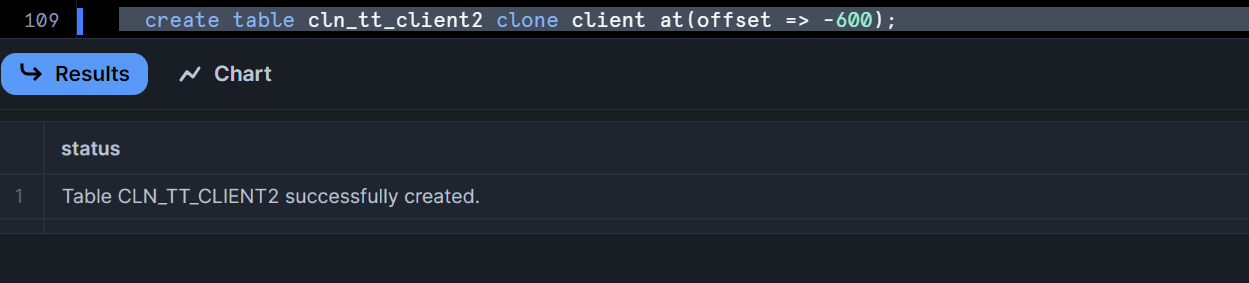 109 create table cln_tt_client2 clone client at(offset => -600);
Results Chart
status
1 Table CLN_TT_CLIENT2 successfully created.